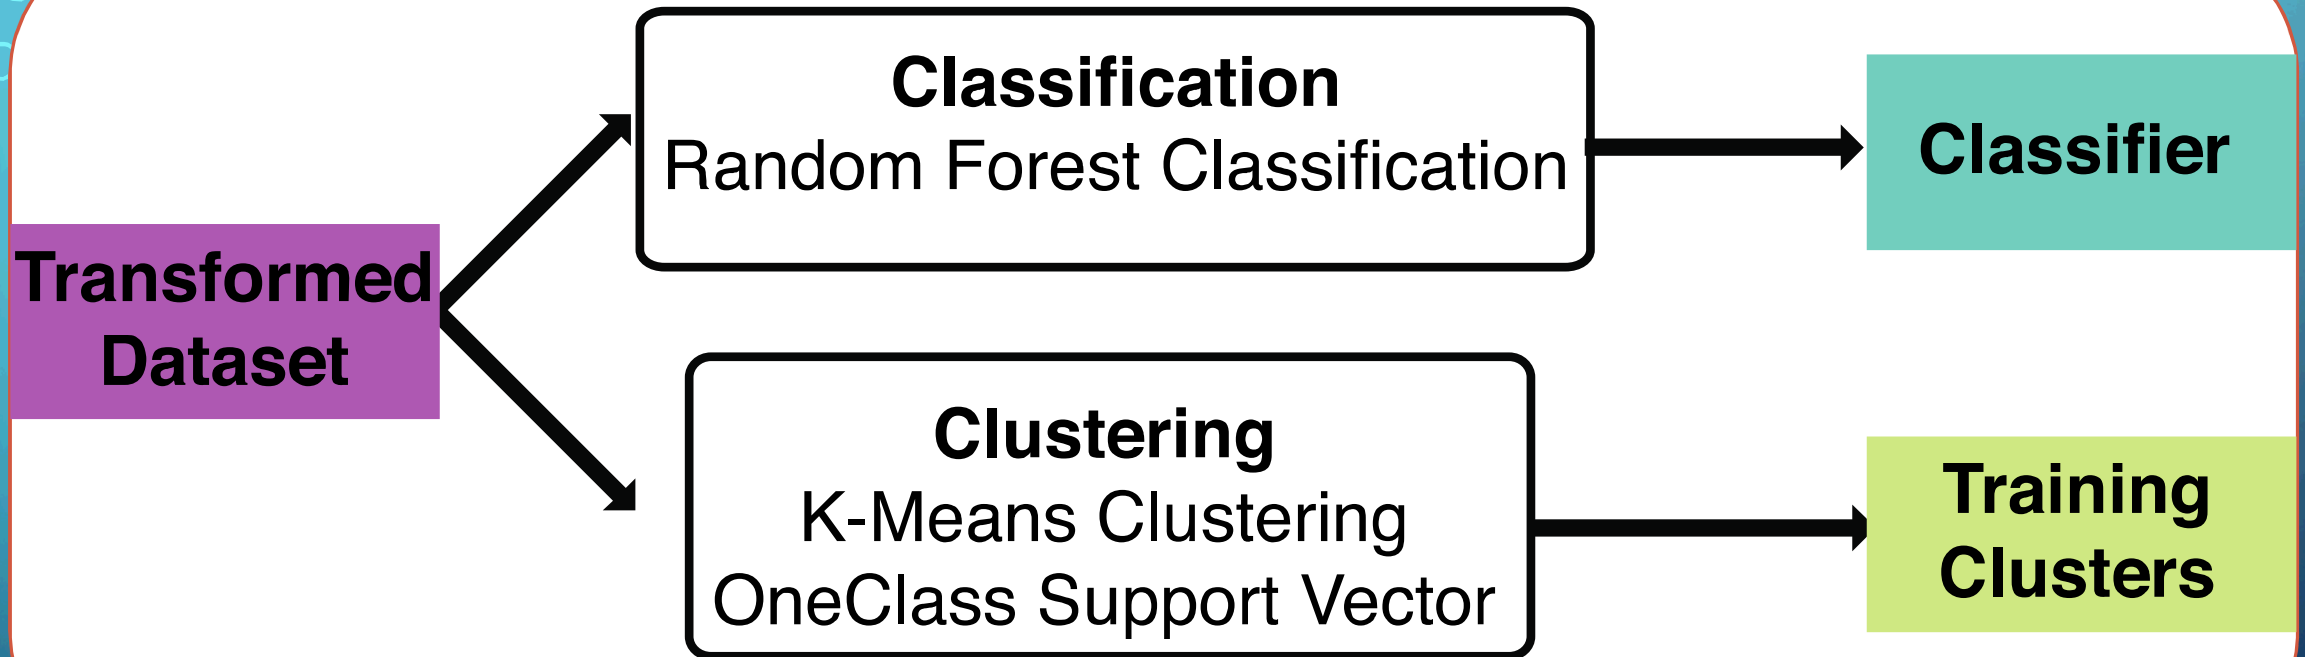 Transformed
Dataset
Classification
Random Forest Classification
Clustering
K-Means Clustering
OneClass Support Vector
Classifier
Training
Clusters